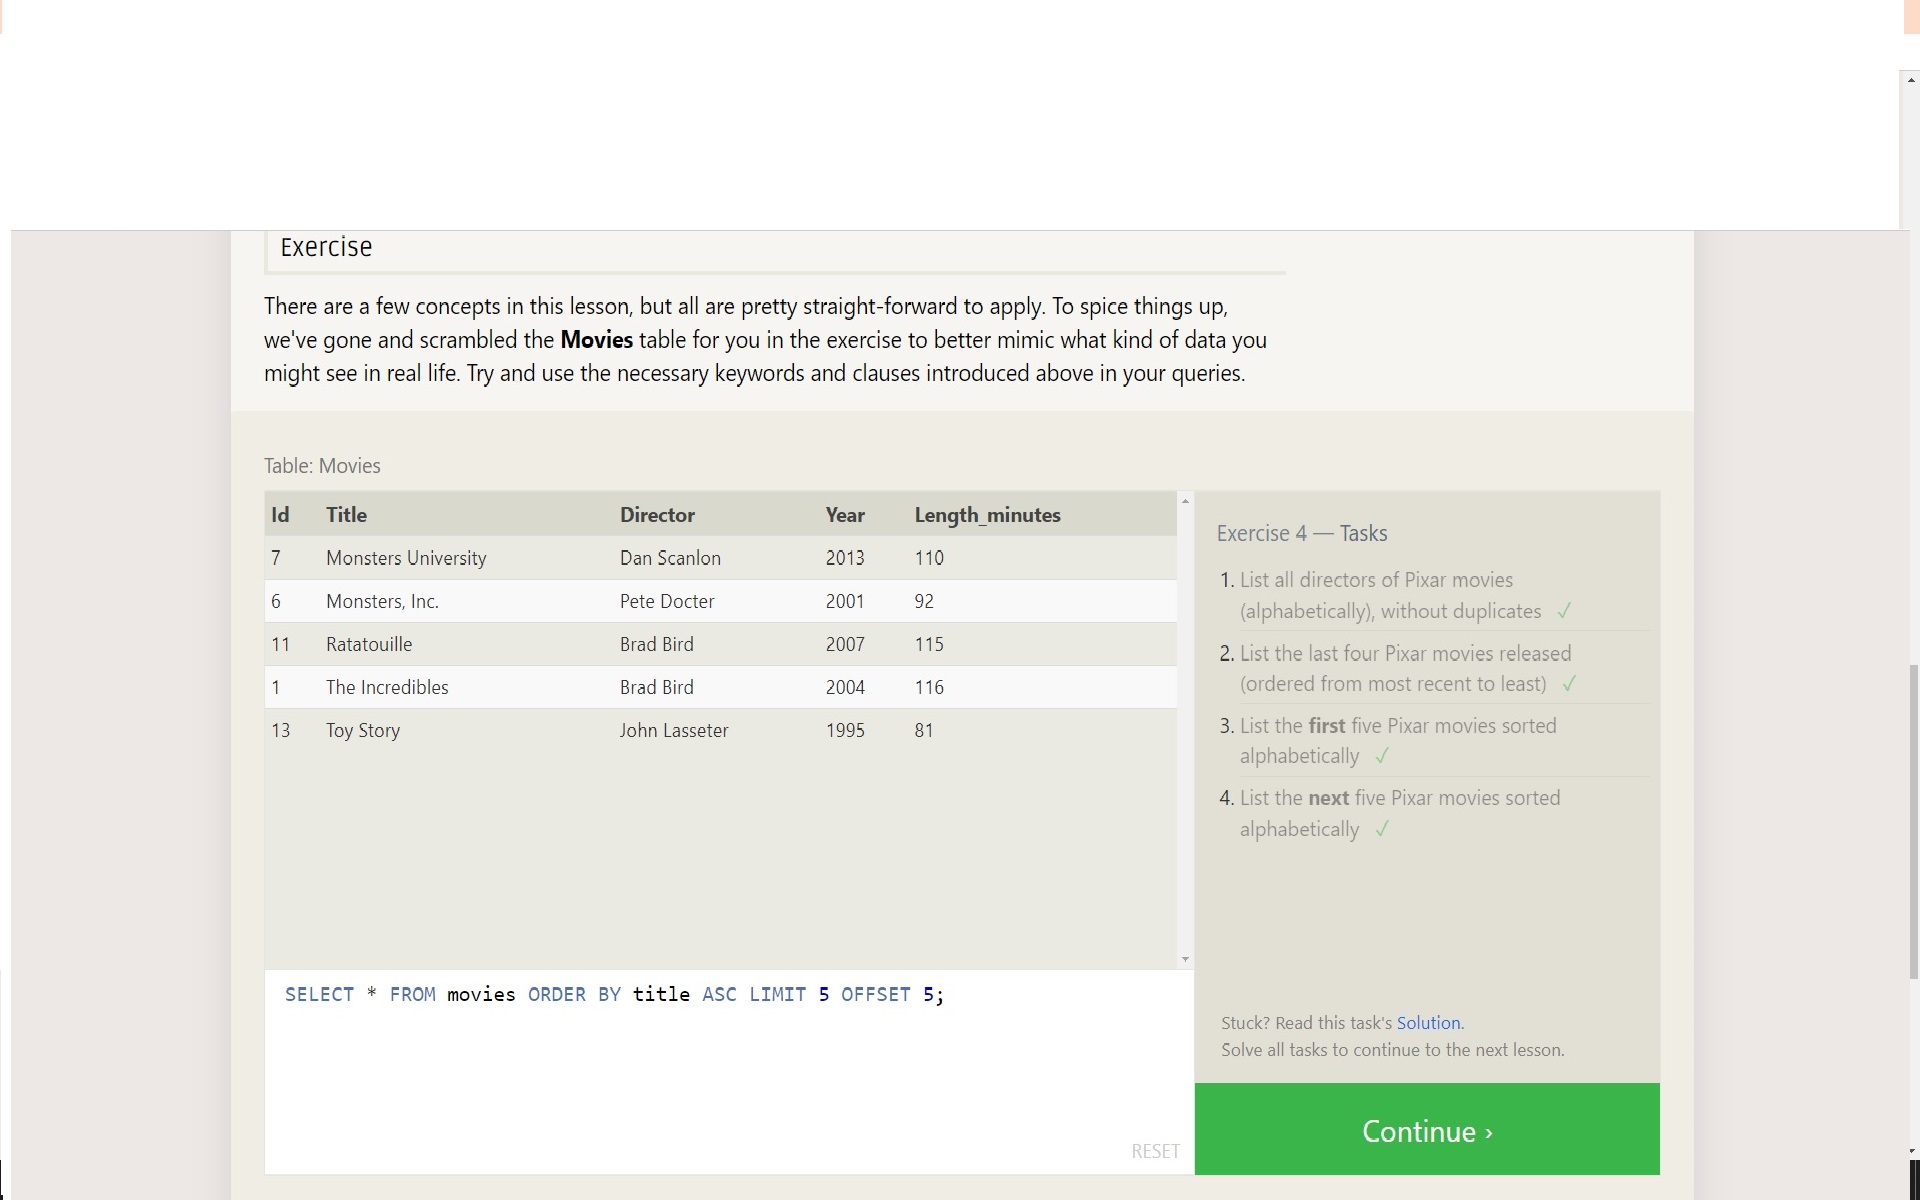 Exercise
There are a few concepts in this lesson, but all are pretty straight-forward to apply. To spice things up,
we've gone and scrambled the Movies table for you in the exercise to better mimic what kind of data you
might see in real life. Try and use the necessary keywords and clauses introduced above in your queries.
Table: Movies
Id Title Director Year Length_minutes
7 Monsters University Dan Scanlon 2013 110
6 Monsters, Inc. Pete Docter 2001 92
11 Ratatouille Brad Bird 2007 115
1 The Incredibles Brad Bird 2004 116
13 Toy Story John Lasseter 1995 81
SELECT * FROM movies ORDER BY title ASC LIMIT 5 OFFSET 5;
RESET
Exercise 4 — Tasks
1. List all directors of Pixar movies
(alphabetically), without duplicates ✓
2. List the last four Pixar movies released
(ordered from most recent to least) ✓
3. List the first five Pixar movies sorted
alphabetically ✓
4. List the next five Pixar movies sorted
alphabetically ✓
Stuck? Read this task's Solution.
Solve all tasks to continue to the next lesson.
Continue ›